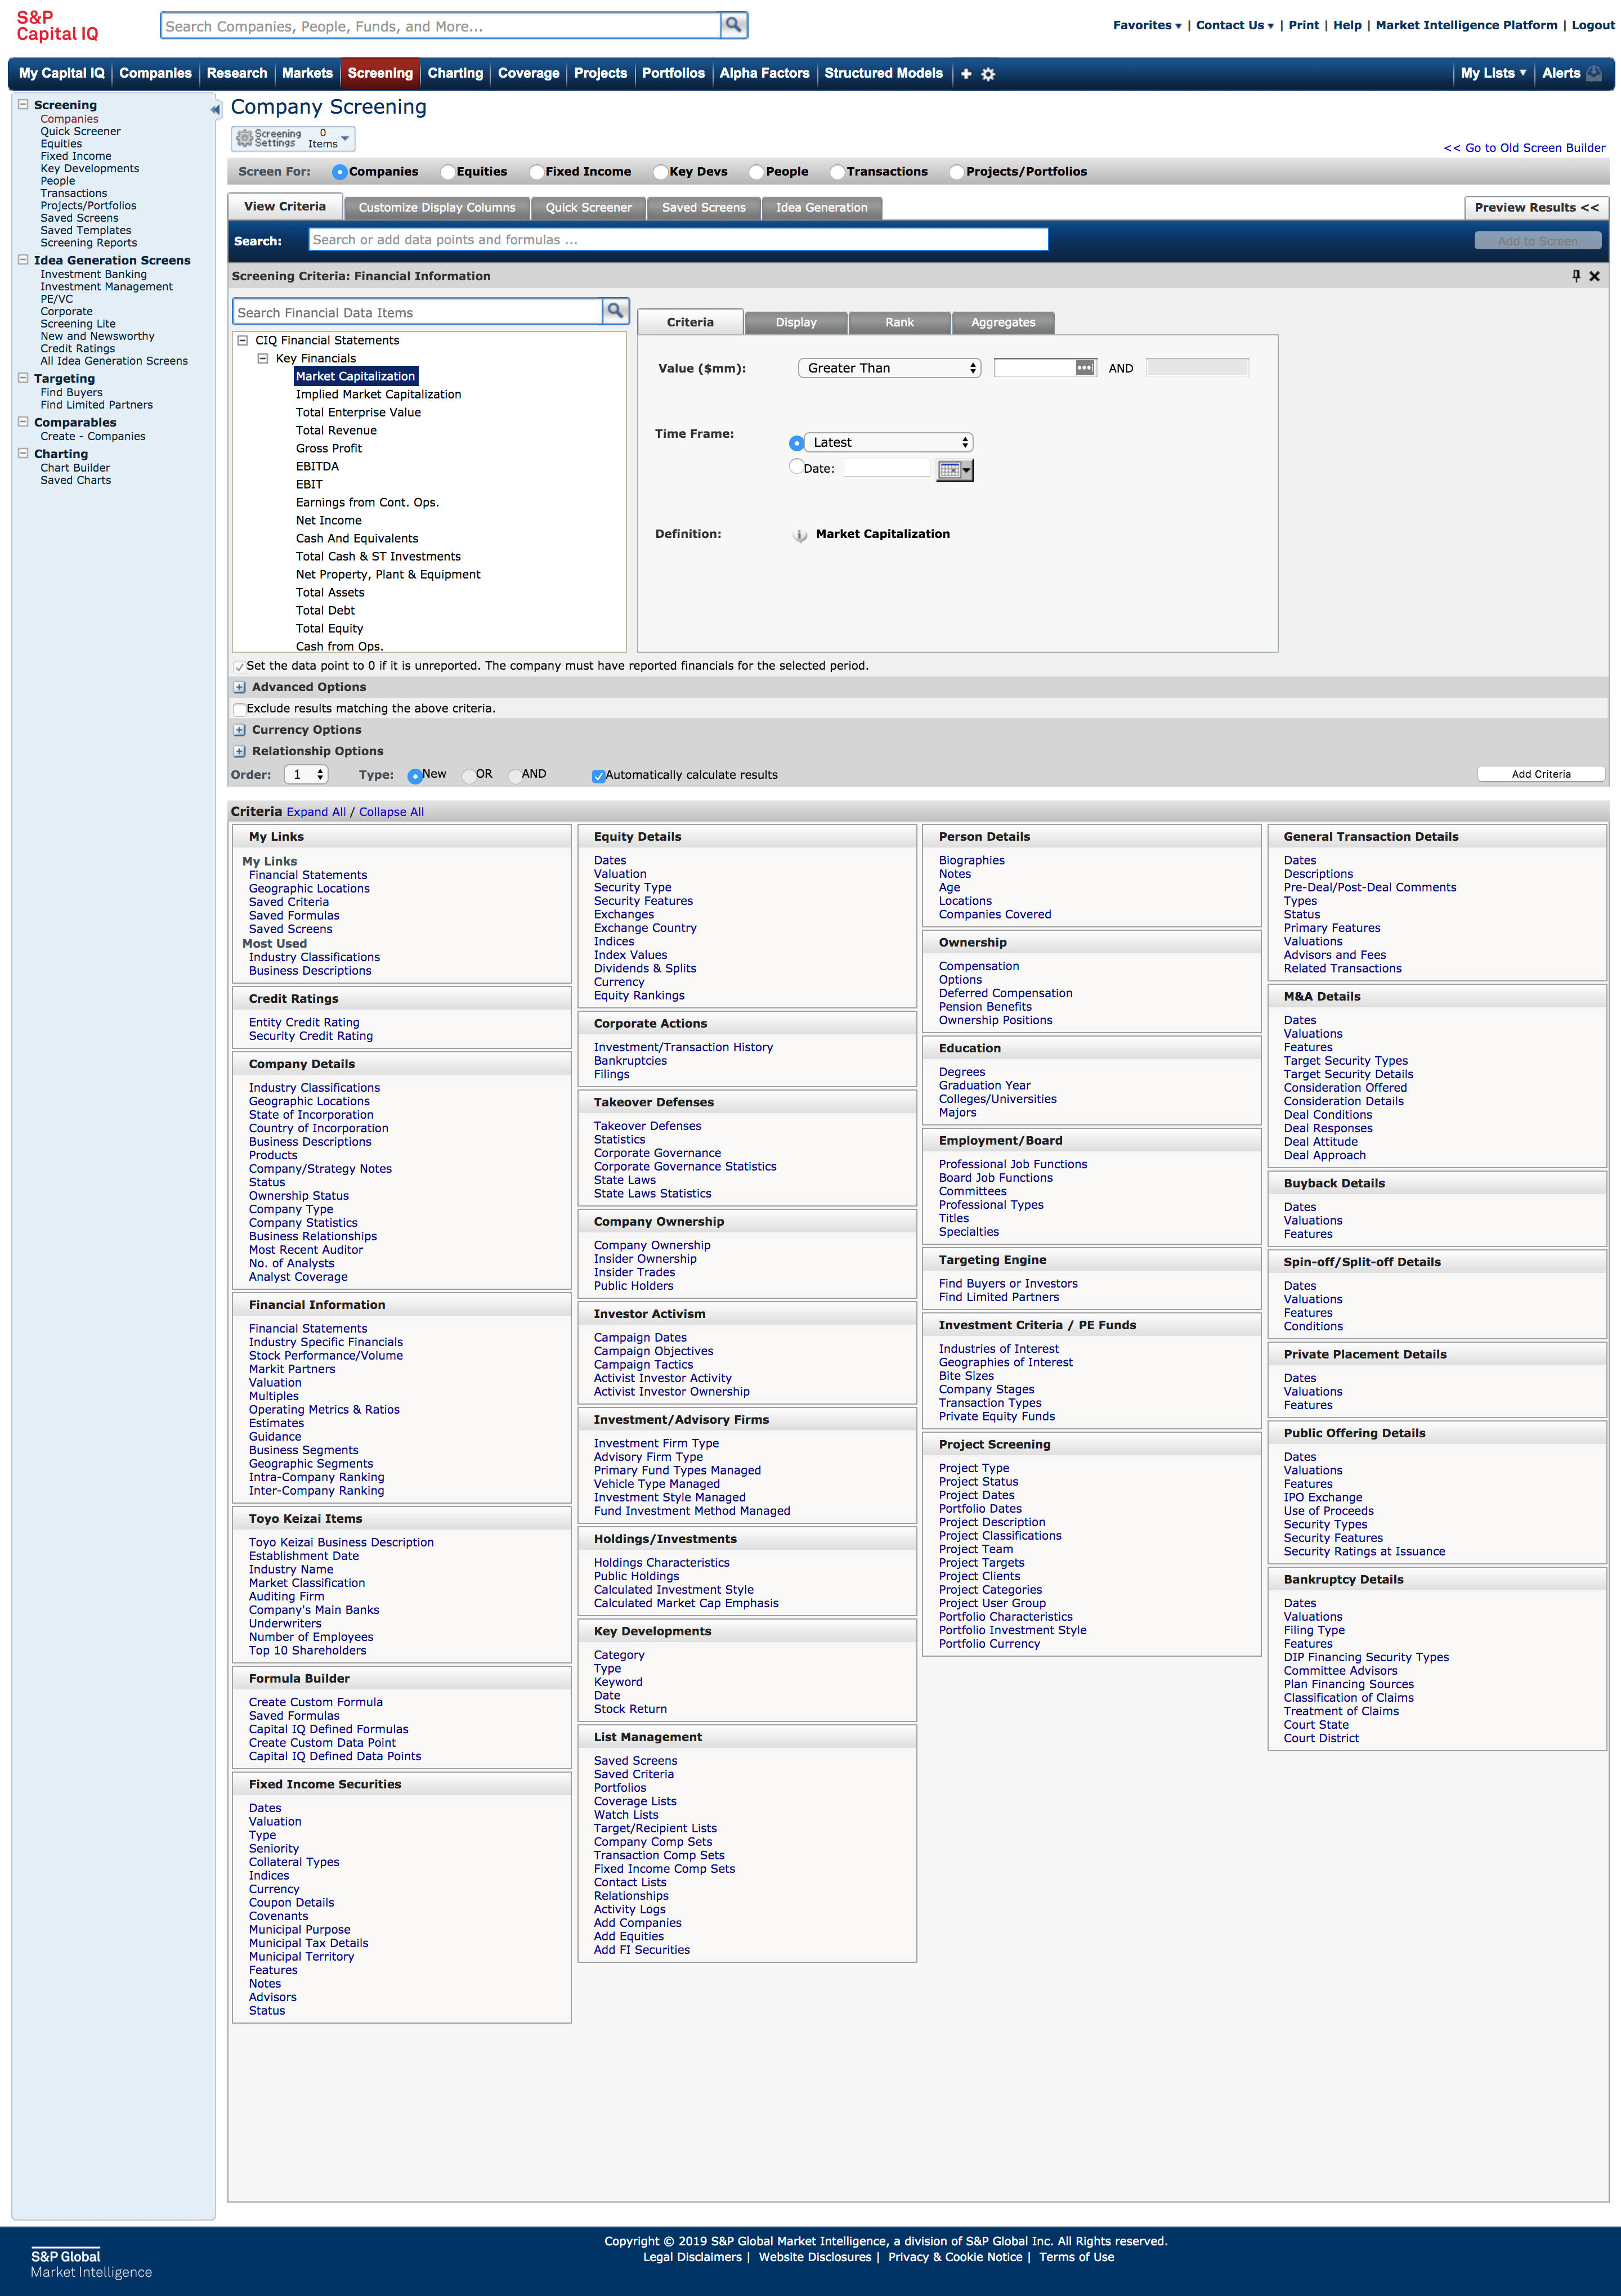 S&P
Capital IQ
Search Companies, People, Funds, and More...
Favorites | Contact Us | Print | Help | Market Intelligence Platform | Logout
My Capital IQ Companies Research Markets Screening Charting Coverage Projects Portfolios Alpha Factors Structured Models
My Lists Alerts
Screening
Companies
Quick Screener
Equities
Fixed Income
Key Developments
People
Transactions
Projects/Portfolios
Saved Screens
Saved Templates
Screening Reports
Idea Generation Screens
Investment Banking
Investment Management
PE/VC
Corporate
Screening Lite
New and Newsworthy
Credit Ratings
All Idea Generation Screens
Targeting
Find Buyers
Find Limited Partners
Comparables
Create - Companies
Charting
Chart Builder
Saved Charts
Company Screening
Screening Settings 0 Items
<< Go to Old Screen Builder
Screen For: Companies Equities Fixed Income Key Devs People Transactions Projects/Portfolios
View Criteria Customize Display Columns Quick Screener Saved Screens Idea Generation
Preview Results <<
Search: Search or add data points and formulas ...
Add to Screen
Screening Criteria: Financial Information
Search Financial Data Items
CIQ Financial Statements
Key Financials
Market Capitalization
Implied Market Capitalization
Total Enterprise Value
Total Revenue
Gross Profit
EBITDA
EBIT
Earnings from Cont. Ops.
Net Income
Cash And Equivalents
Total Cash & ST Investments
Net Property, Plant & Equipment
Total Assets
Total Debt
Total Equity
Cash from Ops.
Criteria Display Rank Aggregates
Value ($mm): Greater Than AND
Time Frame: Latest
Date:
Definition: Market Capitalization
Set the data point to 0 if it is unreported. The company must have reported financials for the selected period.
Advanced Options
Exclude results matching the above criteria.
Currency Options
Relationship Options
Order: 1 Type: New OR AND Automatically calculate results
Add Criteria
Criteria Expand All / Collapse All
My Links
My Links
Financial Statements
Geographic Locations
Saved Criteria
Saved Formulas
Saved Screens
Most Used
Industry Classifications
Business Descriptions
Credit Ratings
Entity Credit Rating
Security Credit Rating
Company Details
Industry Classifications
Geographic Locations
State of Incorporation
Country of Incorporation
Business Descriptions
Products
Company/Strategy Notes
Status
Ownership Status
Company Type
Company Statistics
Business Relationships
Most Recent Auditor
No. of Analysts
Analyst Coverage
Financial Information
Financial Statements
Industry Specific Financials
Stock Performance/Volume
Markit Partners
Valuation
Multiples
Operating Metrics & Ratios
Estimates
Guidance
Business Segments
Geographic Segments
Intra-Company Ranking
Inter-Company Ranking
Toyo Keizai Items
Toyo Keizai Business Description
Establishment Date
Industry Name
Market Classification
Auditing Firm
Company's Main Banks
Underwriters
Number of Employees
Top 10 Shareholders
Formula Builder
Create Custom Formula
Saved Formulas
Capital IQ Defined Formulas
Create Custom Data Point
Capital IQ Defined Data Points
Fixed Income Securities
Dates
Valuation
Type
Seniority
Collateral Types
Indices
Currency
Coupon Details
Covenants
Municipal Purpose
Municipal Tax Details
Municipal Territory
Features
Notes
Advisors
Status
Equity Details
Dates
Valuation
Security Type
Security Features
Exchanges
Exchange Country
Indices
Index Values
Dividends & Splits
Currency
Equity Rankings
Corporate Actions
Investment/Transaction History
Bankruptcies
Filings
Takeover Defenses
Takeover Defenses
Statistics
Corporate Governance
Corporate Governance Statistics
State Laws
State Laws Statistics
Company Ownership
Company Ownership
Insider Ownership
Insider Trades
Public Holders
Investor Activism
Campaign Dates
Campaign Objectives
Campaign Tactics
Activist Investor Activity
Activist Investor Ownership
Investment/Advisory Firms
Investment Firm Type
Advisory Firm Type
Primary Fund Types Managed
Vehicle Type Managed
Investment Style Managed
Fund Investment Method Managed
Holdings/Investments
Holdings Characteristics
Public Holdings
Calculated Investment Style
Calculated Market Cap Emphasis
Key Developments
Category
Type
Keyword
Date
Stock Return
List Management
Saved Screens
Saved Criteria
Portfolios
Coverage Lists
Watch Lists
Target/Recipient Lists
Company Comp Sets
Transaction Comp Sets
Fixed Income Comp Sets
Contact Lists
Relationships
Activity Logs
Add Companies
Add Equities
Add FI Securities
Person Details
Biographies
Notes
Age
Locations
Companies Covered
Ownership
Compensation
Options
Deferred Compensation
Pension Benefits
Ownership Positions
Education
Degrees
Graduation Year
Colleges/Universities
Majors
Employment/Board
Professional Job Functions
Board Job Functions
Committees
Professional Types
Titles
Specialties
Targeting Engine
Find Buyers or Investors
Find Limited Partners
Investment Criteria / PE Funds
Industries of Interest
Geographies of Interest
Bite Sizes
Company Stages
Transaction Types
Private Equity Funds
Project Screening
Project Type
Project Status
Project Dates
Portfolio Dates
Project Description
Project Classifications
Project Team
Project Targets
Project Clients
Project Categories
Project User Group
Portfolio Characteristics
Portfolio Investment Style
Portfolio Currency
General Transaction Details
Dates
Descriptions
Pre-Deal/Post-Deal Comments
Types
Status
Primary Features
Valuations
Advisors and Fees
Related Transactions
M&A Details
Dates
Valuations
Features
Target Security Types
Target Security Details
Consideration Offered
Consideration Details
Deal Conditions
Deal Responses
Deal Attitude
Deal Approach
Buyback Details
Dates
Valuations
Features
Spin-off/Split-off Details
Dates
Valuations
Features
Conditions
Private Placement Details
Dates
Valuations
Features
Public Offering Details
Dates
Valuations
Features
IPO Exchange
Use of Proceeds
Security Types
Security Features
Security Ratings at Issuance
Bankruptcy Details
Dates
Valuations
Filing Type
Features
DIP Financing Security Types
Committee Advisors
Plan Financing Sources
Classification of Claims
Treatment of Claims
Court State
Court District
S&P Global
Market Intelligence
Copyright © 2019 S&P Global Market Intelligence, a division of S&P Global Inc. All Rights reserved.
Legal Disclaimers | Website Disclosures | Privacy & Cookie Notice | Terms of Use